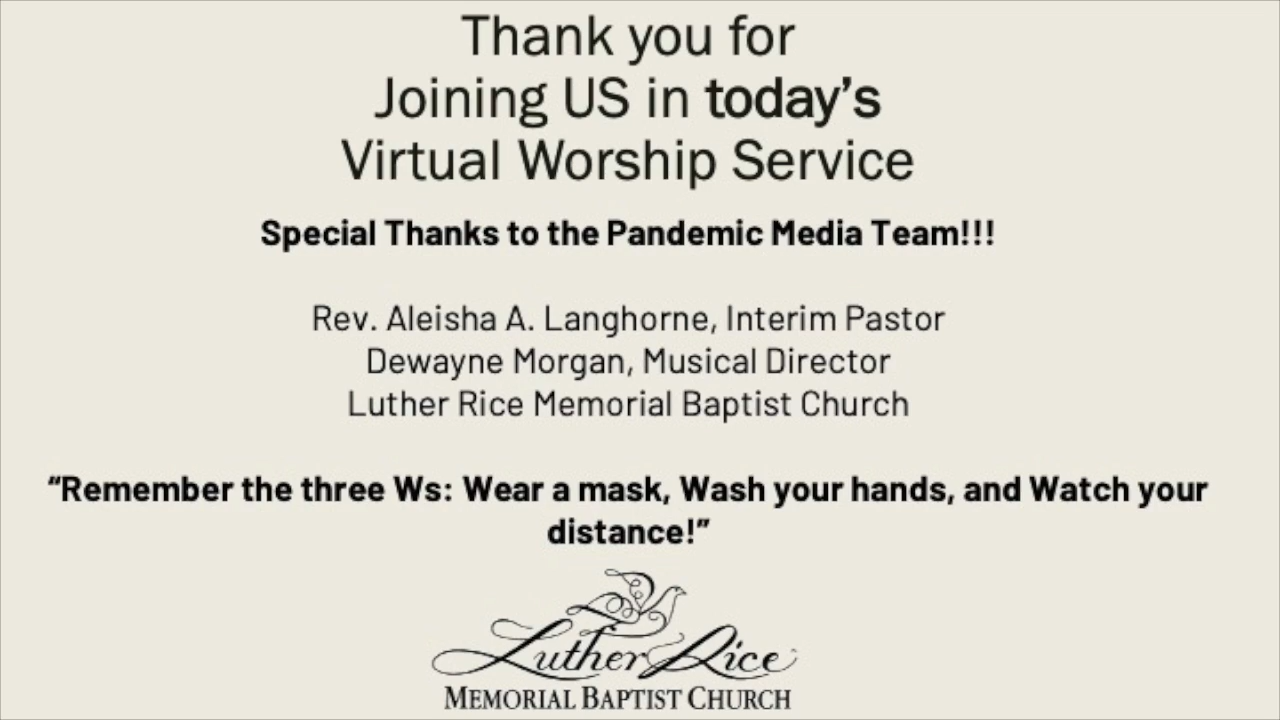 Thank you for
Joining US in today’s
Virtual Worship Service
Special Thanks to the Pandemic Media Team!!!
Rev. Aleisha A. Langhorne, Interim Pastor
Dewayne Morgan, Musical Director
Luther Rice Memorial Baptist Church
“Remember the three Ws: Wear a mask, Wash your hands, and Watch your
distance!”
Luther Rice
MEMORIAL BAPTIST CHURCH